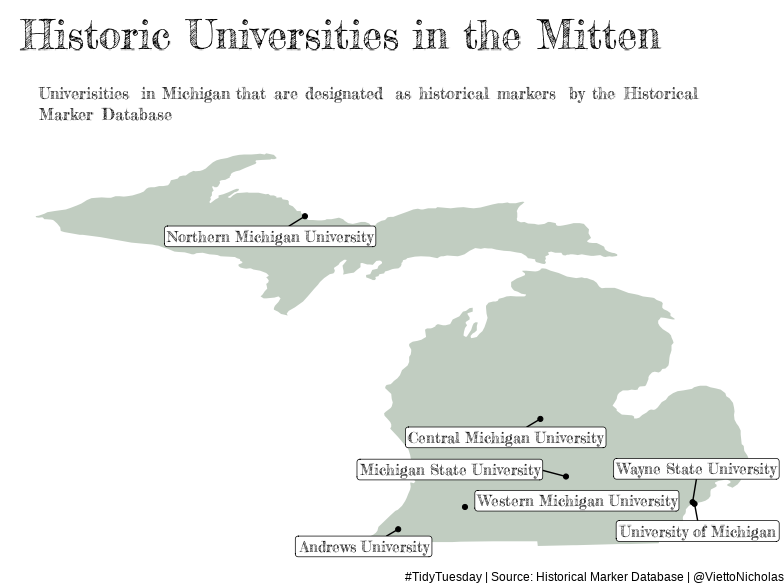 Historic Universities in the Mitten
Univerisities in Michigan that are designated as historical markers by the Historical
Marker Database
Northern Michigan University
Central Michigan University
Michigan State University
Wayne State University
Western Michigan University
University of Michigan
Andrews University
#TidyTuesday | Source: Historical Marker Database | @ViettoNicholas